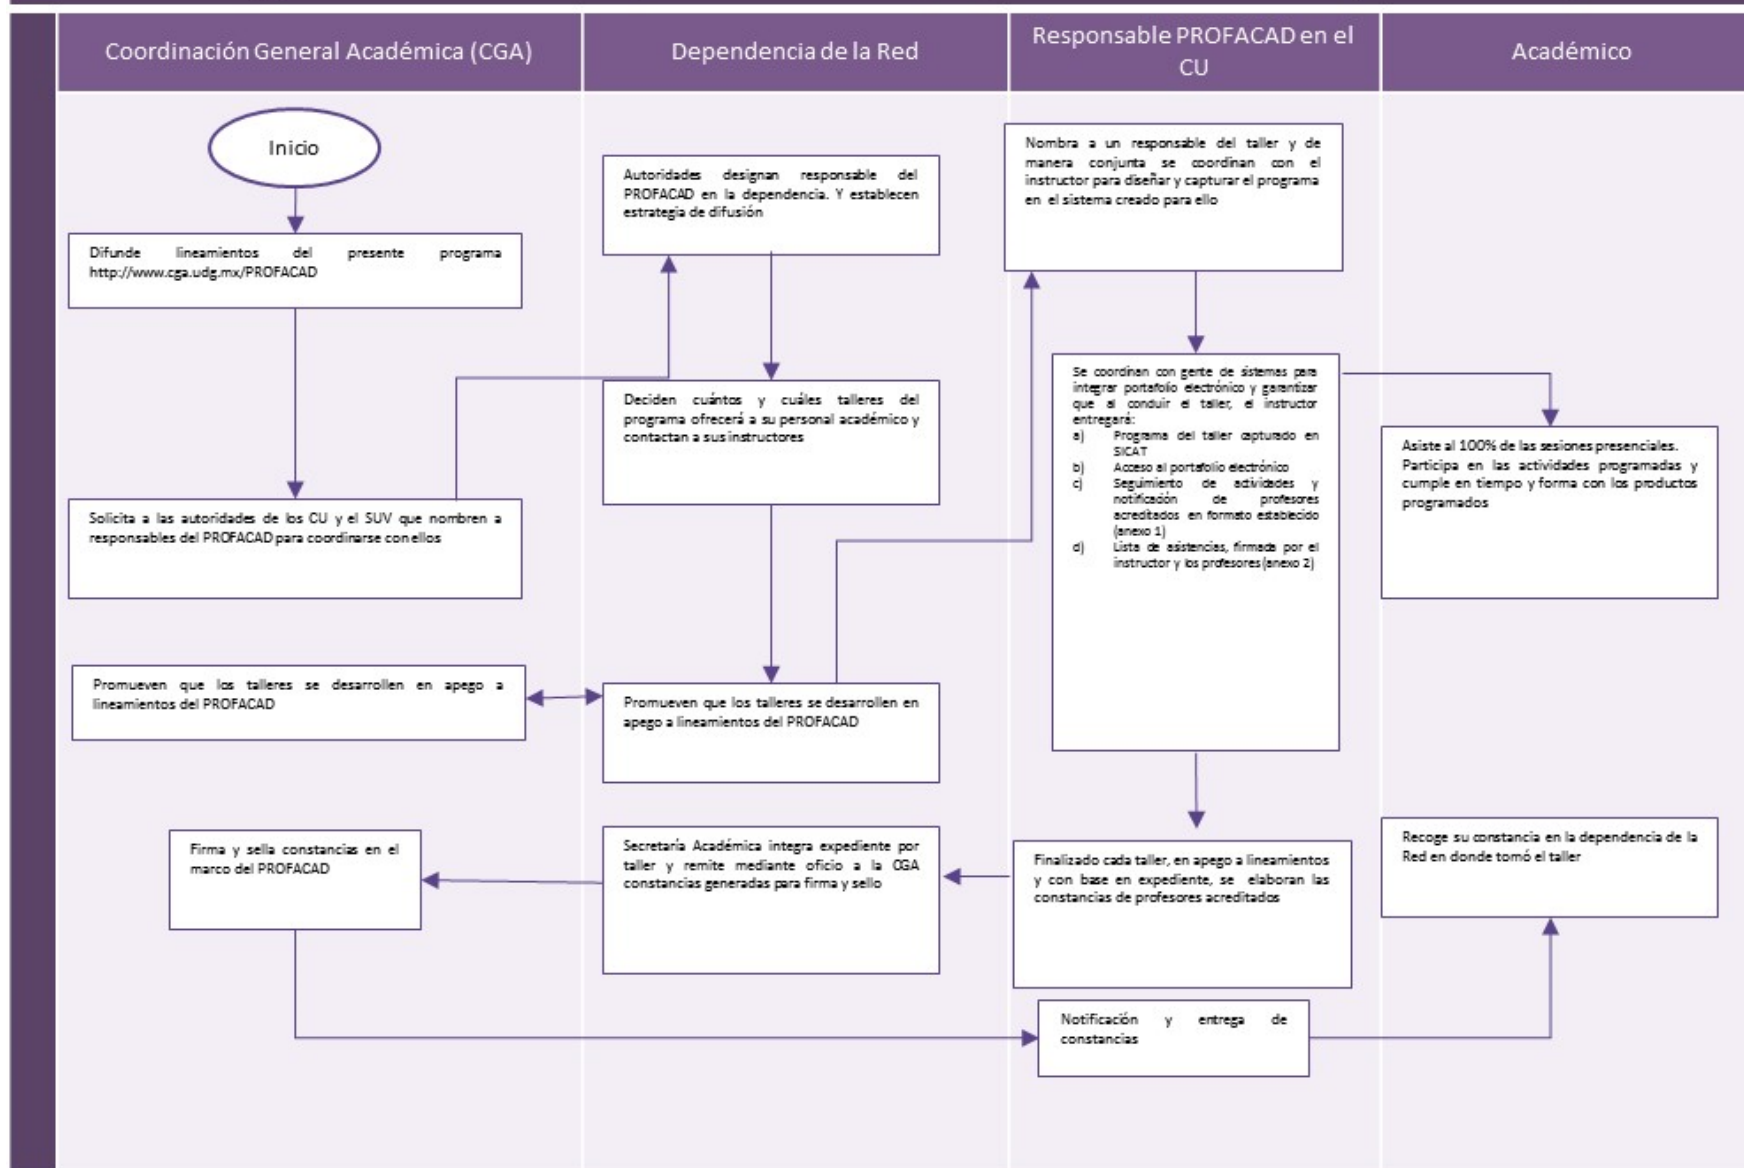 Coordinación General Académica (CGA)
Dependencia de la Red
Responsable PROFACAD en el
CU
Académico
Inicio
Difunde lineamientos del presente programa
http://www.cga.udg.mx/PROFACAD
Solicita a las autoridades de los CU y el SUV que nombren a
responsables del PROFACAD para coordinarse con ellos
Promueven que los talleres se desarrollen en apego a
lineamientos del PROFACAD
Firma y sella constancias en el
marco del PROFACAD
Autoridades designan responsable del
PROFACAD en la dependencia. Y establecen
estrategia de difusión
Deciden cuántos y cuáles talleres del
programa ofrecerá a su personal académico y
contactan a sus instructores
Promueven que los talleres se desarrollen en
apego a lineamientos del PROFACAD
Secretaría Académica integra expediente por
taller y remite mediante oficio a la CGA
constancias generadas para firma y sello
Nombra a un responsable del taller y de
manera conjunta se coordinan con el
instructor para diseñar y capturar el programa
en el sistema creado para ello
Se coordinan con gente de sistemas para
integrar portafolio electrónico y garantizar
que al conduir el taller, el instructor
entregará:
a) Programa del taller capturado en
SICAT
b) Acceso al portafolio electrónico
c) Seguimiento de actividades y
notificación de profesores
acreditados en formato establecido
(anexo 1)
d) Lista de asistencias, firmada por el
instructor y los profesores (anexo 2)
Finalizado cada taller, en apego a lineamientos
y con base en expediente, se elaboran las
constancias de profesores acreditados
Notificación y entrega de
constancias
Asiste al 100% de las sesiones presenciales.
Participa en las actividades programadas y
cumple en tiempo y forma con los productos
programados
Recoge su constancia en la dependencia de la
Red en donde tomó el taller